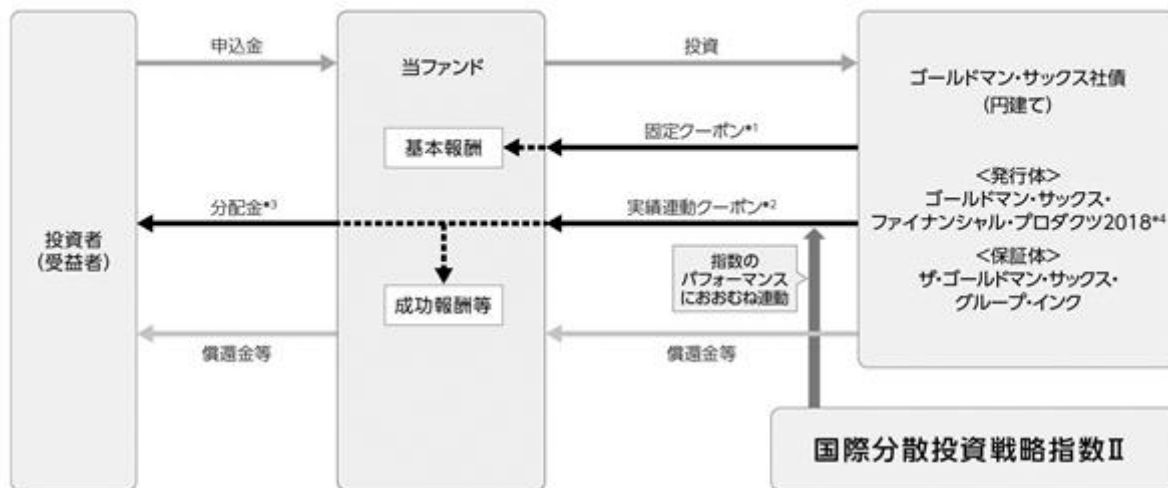 申込金
投資
当ファンド
ゴールドマン・サックス社債
(円建て)
固定クーポン*1
基本報酬
<発行体>
ゴールドマン・サックス・
ファイナンシャル・プロダクツ2018*4
分配金*3
実績連動クーポン*2
投資者
(受益者)
指数の
パフォーマンス
におおむね連動
<保証体>
ザ・ゴールドマン・サックス・
グループ・インク
成功報酬等
償還金等
償還金等
国際分散投資戦略指数Ⅱ